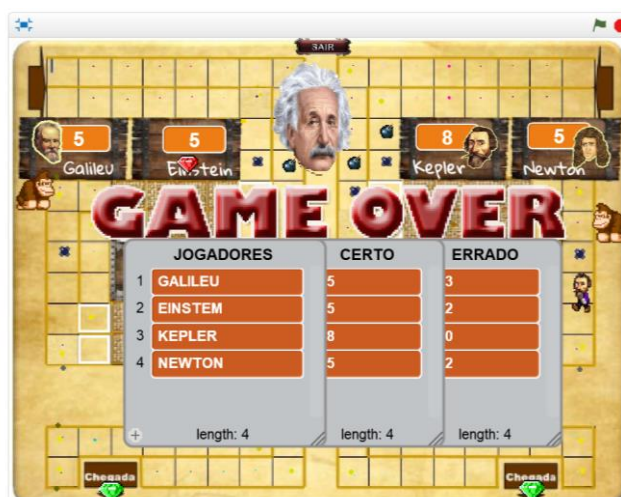 SAIR
5 5 8 5
Galileu Einstein Kepler Newton
GAME OVER
JOGADORES CERTO ERRADO
1 GALILEU 5 3
2 EINSTEM 5 2
3 KEPLER 8 0
4 NEWTON 5 2
+ length: 4 length: 4 length: 4
Chegada Chegada